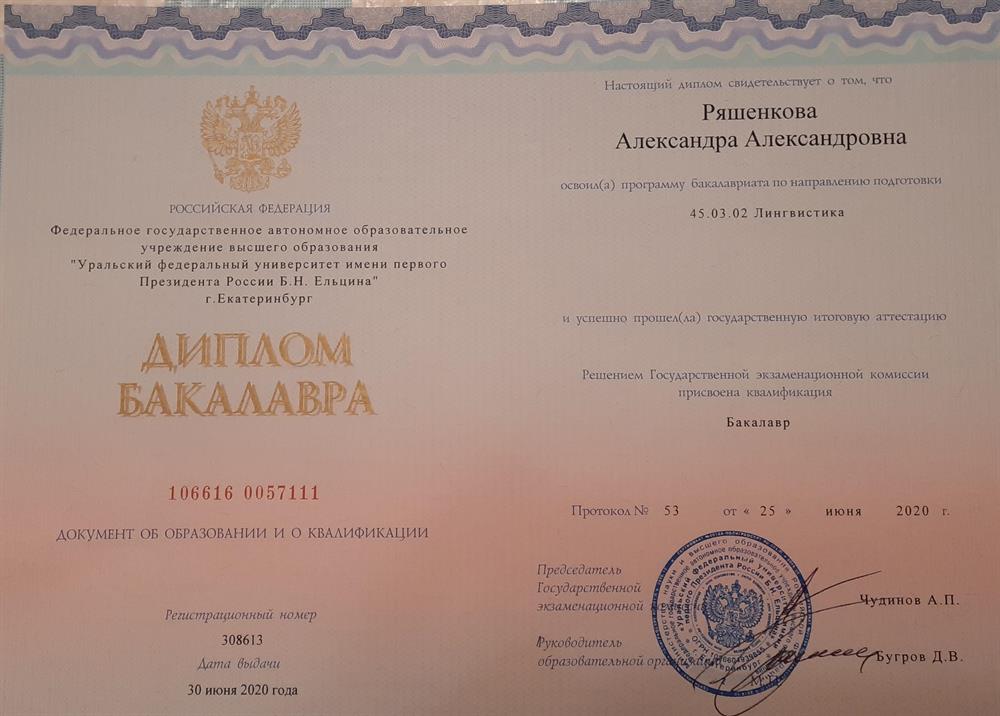 РОССИЙСКАЯ ФЕДЕРАЦИЯ
Федеральное государственное автономное образовательное
учреждение высшего образования
"Уральский федеральный университет имени первого
Президента России Б.Н. Ельцина"
г.Екатеринбург
ДИПЛОМ
БАКАЛАВРА
106616 0057111
ДОКУМЕНТ ОБ ОБРАЗОВАНИИ И О КВАЛИФИКАЦИИ
Регистрационный номер
308613
Дата выдачи
30 июня 2020 года
Настоящий диплом свидетельствует о том, что
Ряшенкова
Александра Александровна
освоил(а) программу бакалавриата по направлению подготовки
45.03.02 Лингвистика
и успешно прошел(ла) государственную итоговую аттестацию
Решением Государственной экзаменационной комиссии
присвоена квалификация
Бакалавр
Протокол № 53 от « 25 » июня 2020 г.
Председатель
Государственной
экзаменационной комиссии
Чудинов А.П.
Руководитель
образовательной организации
Бугров Д.В.